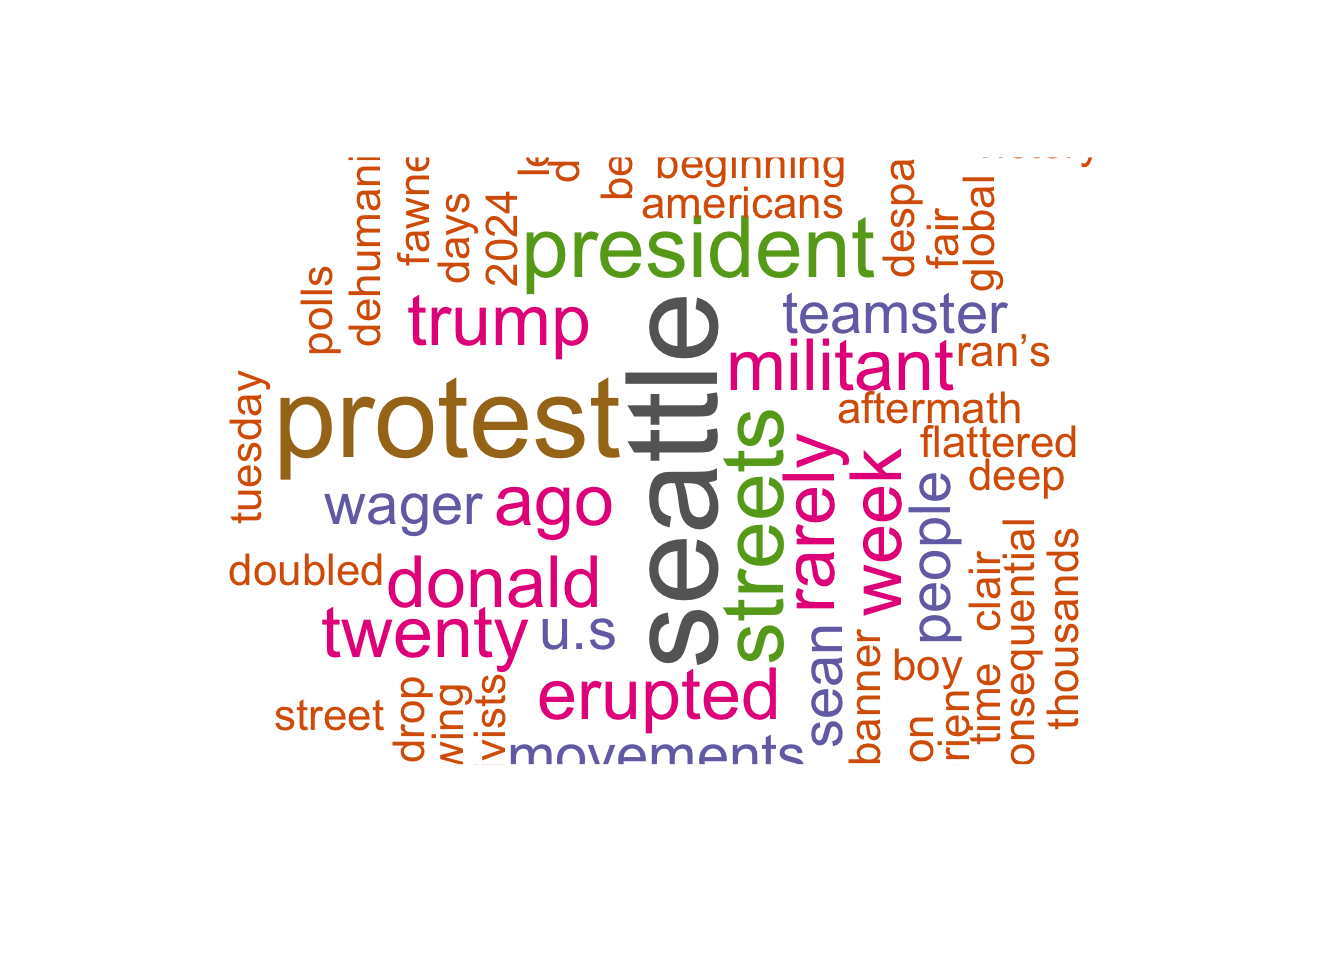 beginning
americans
dehumani
fawne
days
2024
be
despa
fair
global
president
polls
trump
teamster
seattle
militant
ran’s
protest
tuesday
aftermath
streets
flattered
rarely
week
deep
wager
ago
people
doubled
donald
clair
onsequential
thousands
twenty
u.s
sean
banner
boy
erupted
street
drop
wing
vists
on
rien
time
movements